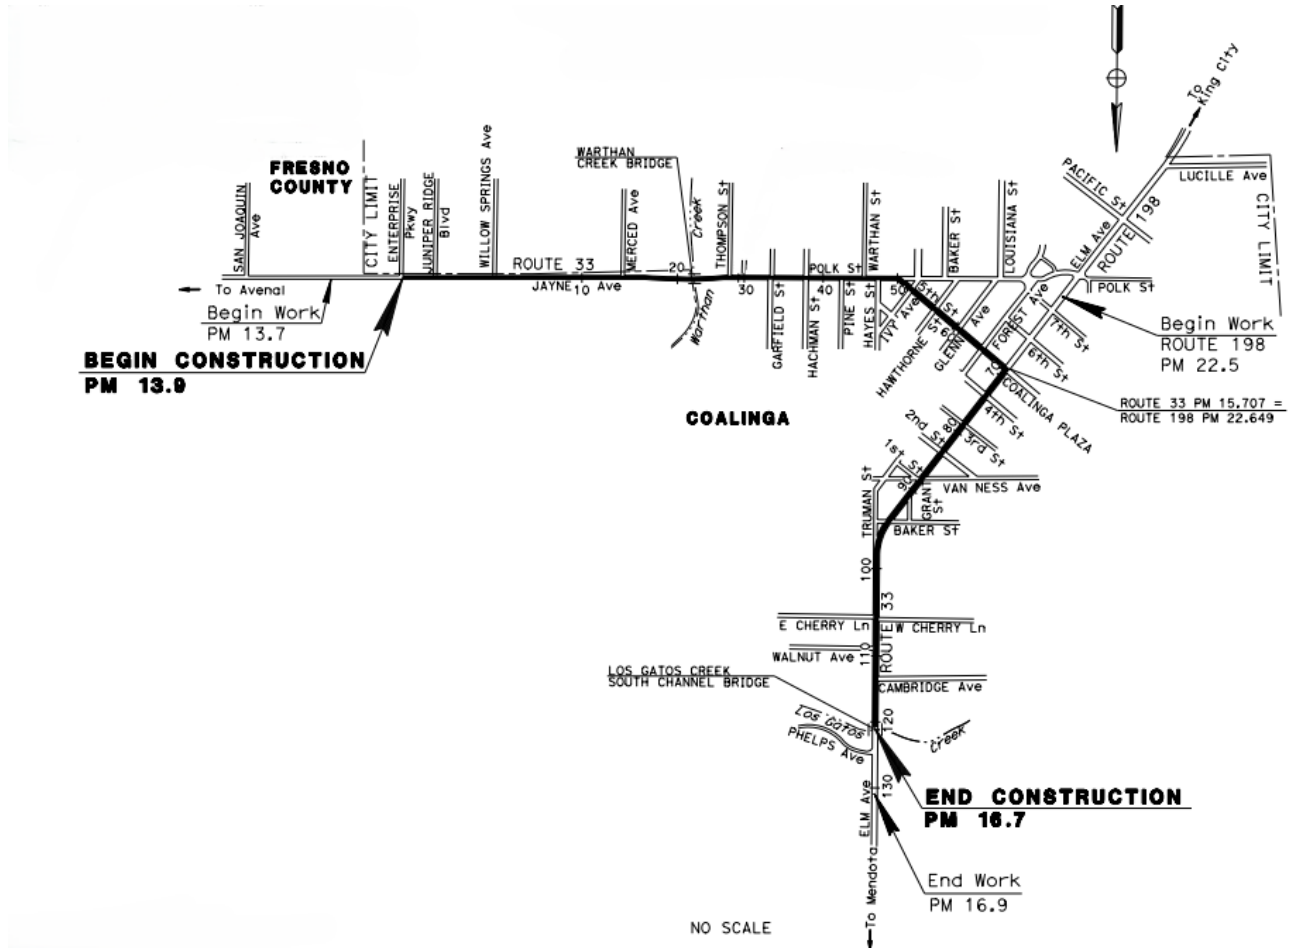 To
King City
FRESNO
COUNTY
CITY LIMIT
SAN JOAQUIN
Ave
ENTERPRISE
Pkwy
JUNIPER RIDGE
Blvd
WILLOW SPRINGS Ave
MERCED Ave
WARTHAN
CREEK BRIDGE
Creek
Warthan
THOMPSON St
WARTHAN St
BAKER St
LOUISIANA St
PACIFIC St
LUCILLE Ave
CITY LIMIT
ELM Ave
ROUTE 198
ROUTE 33
JAYNE Ave
POLK St
POLK St
10
20
30
40
50
To Avenal
Begin Work
PM 13.7
BEGIN CONSTRUCTION
PM 13.9
GARFIELD St
HACHMAN St
PINE St
HAYES St
IVY Ave
5th St
HAWTHORNE St
60
GLENN Ave
FOREST Ave
7th St
6th St
70
Begin Work
ROUTE 198
PM 22.5
ROUTE 33 PM 15.707 =
ROUTE 198 PM 22.649
COALINGA
COALINGA PLAZA
4th St
3rd St
80
2nd St
1st St
90
VAN NESS Ave
GRANT
St
TRUMAN St
BAKER St
100
ROUTE 33
E CHERRY Ln
W CHERRY Ln
WALNUT Ave
110
CAMBRIDGE Ave
LOS GATOS CREEK
SOUTH CHANNEL BRIDGE
Los Gatos
Creek
120
PHELPS Ave
130
ELM Ave
END CONSTRUCTION
PM 16.7
End Work
PM 16.9
To Mendota
NO SCALE